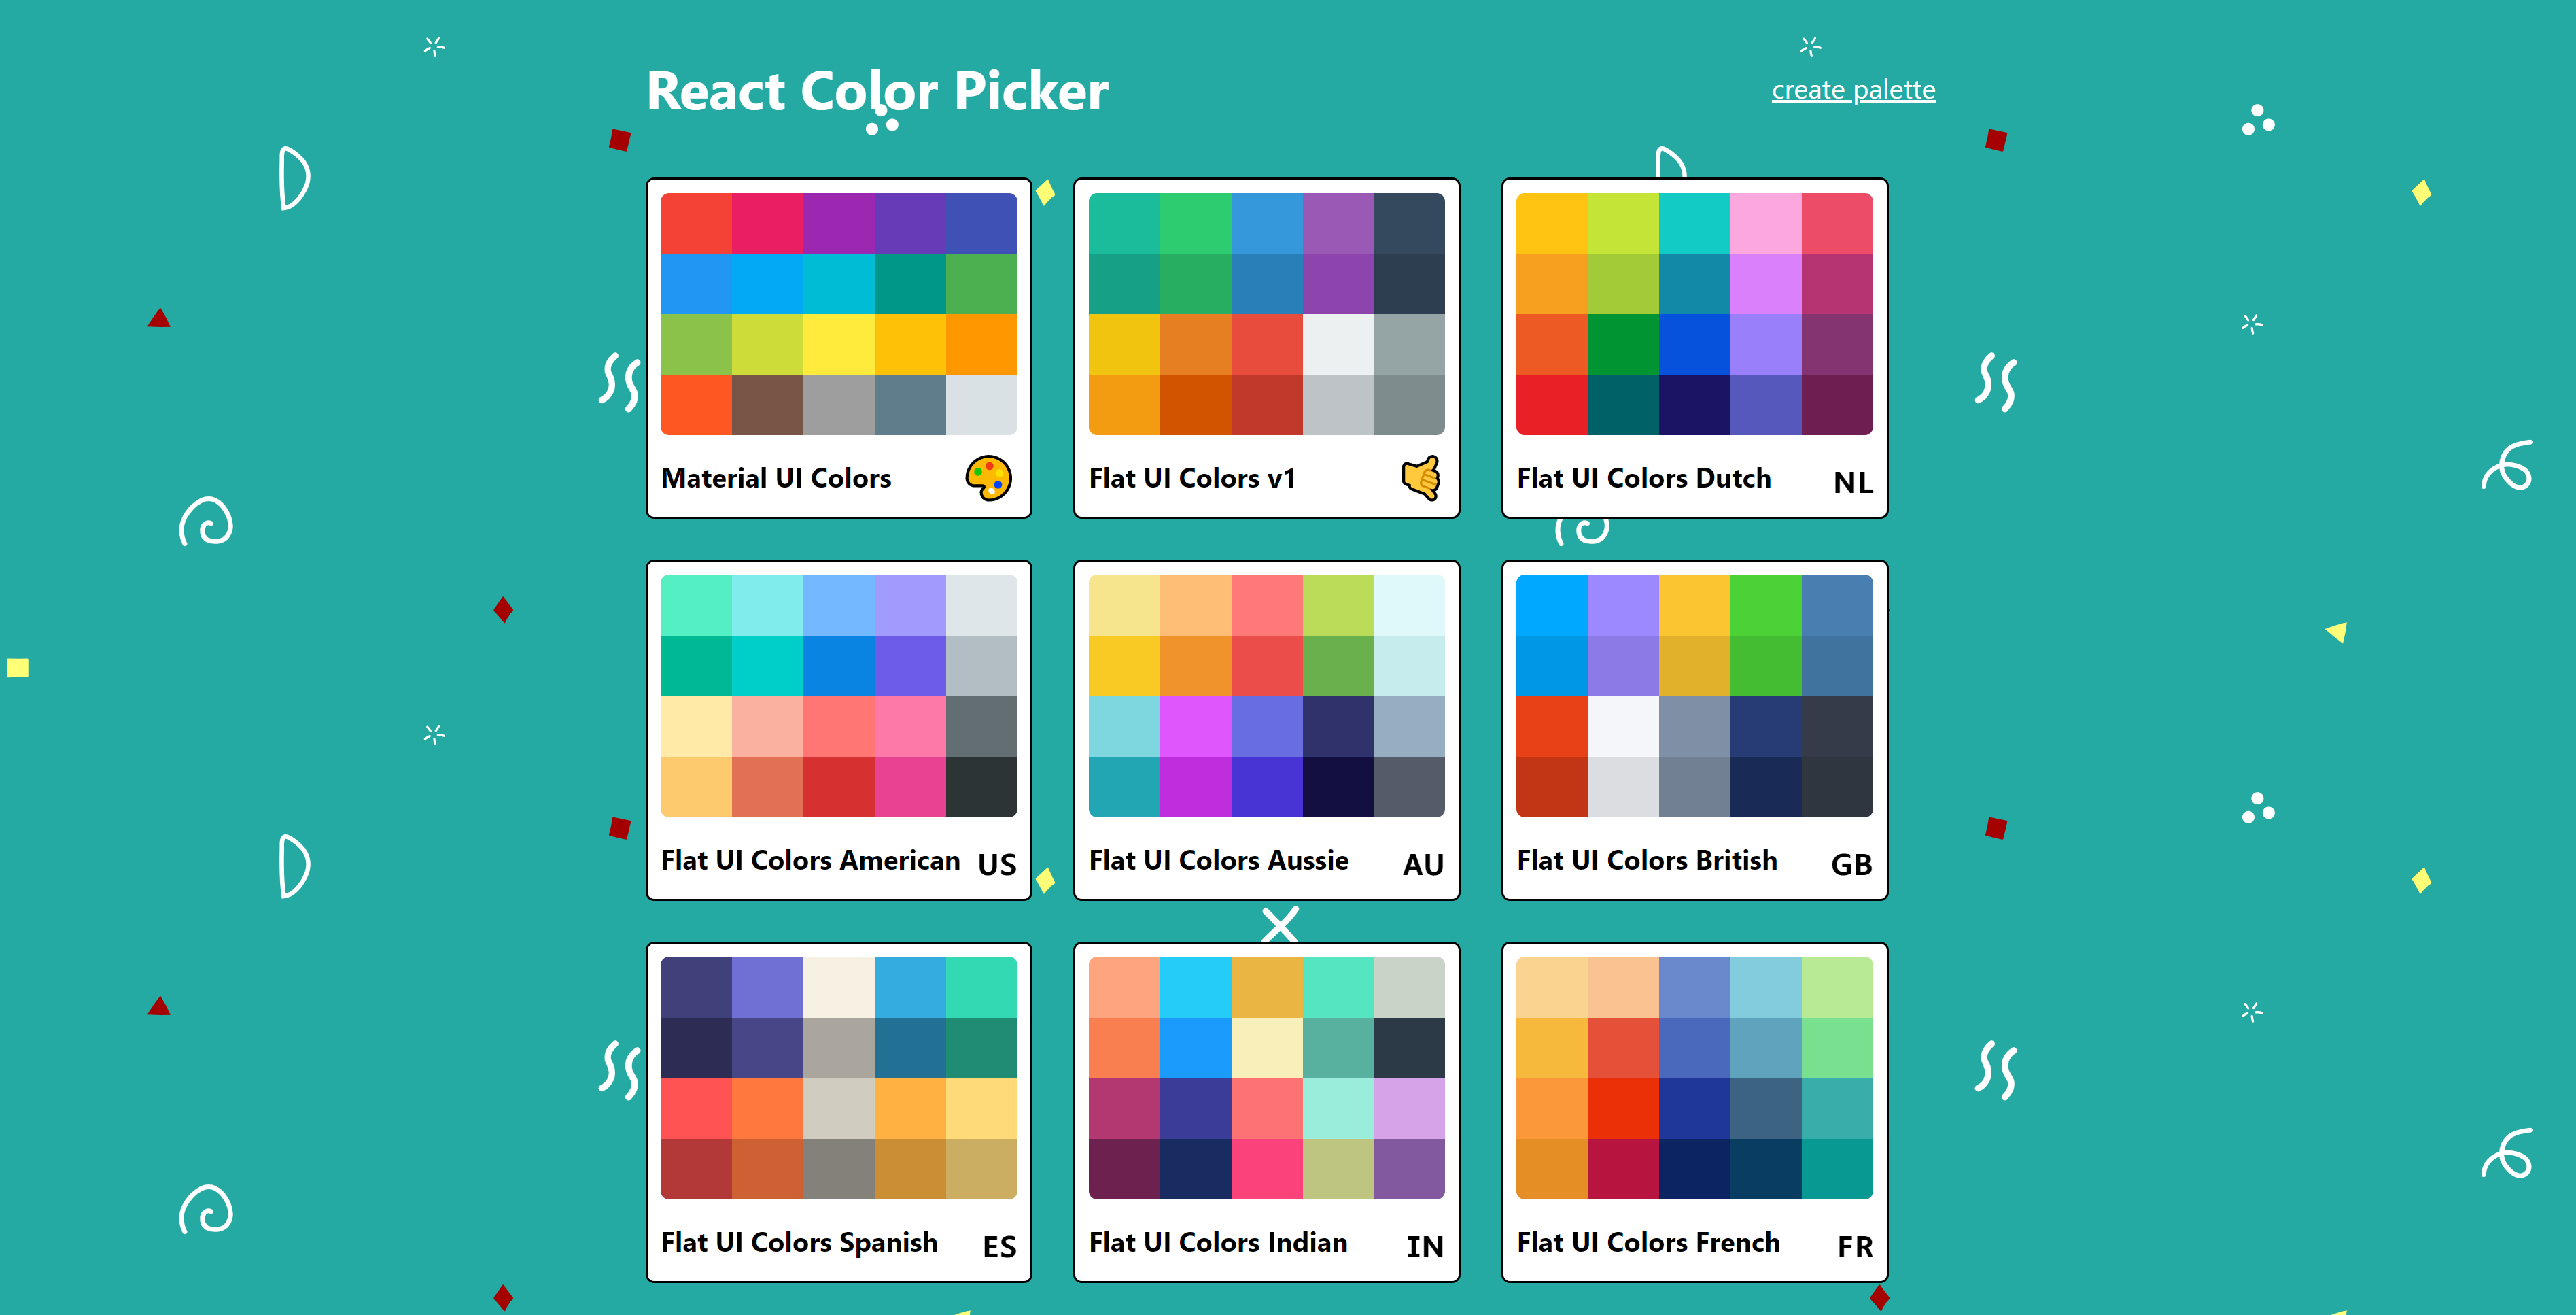 React Color Picker
create palette
Material UI Colors
Flat UI Colors v1
Flat UI Colors Dutch NL
Flat UI Colors American US
Flat UI Colors Aussie AU
Flat UI Colors British GB
Flat UI Colors Spanish ES
Flat UI Colors Indian IN
Flat UI Colors French FR